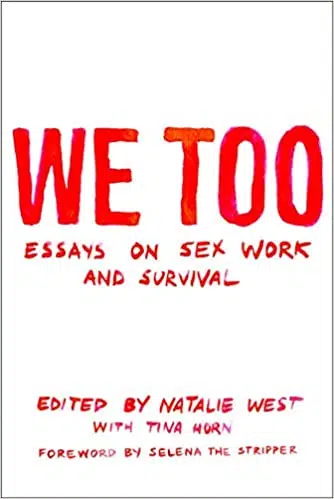 WE TOO
ESSAYS ON SEX WORK
AND SURVIVAL
EDITED BY NATALIE WEST
WITH TINA HORN
FOREWORD BY SELENA THE STRIPPER